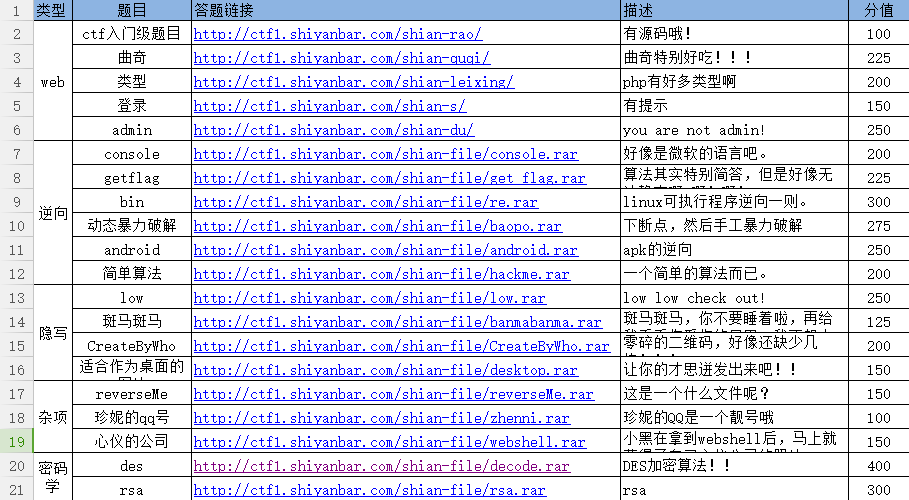 1 类型 题目 答题链接 描述 分值
2 ctf入门级题目 http://ctf1.shiyanbar.com/shian-rao/ 有源码哦! 100
3 曲奇 http://ctf1.shiyanbar.com/shian-quqi/ 曲奇特别好吃!!! 225
4 web 类型 http://ctf1.shiyanbar.com/shian-leixing/ php有好多类型啊 200
5 登录 http://ctf1.shiyanbar.com/shian-s/ 有提示 150
6 admin http://ctf1.shiyanbar.com/shian-du/ you are not admin! 250
7 console http://ctf1.shiyanbar.com/shian-file/console.rar 好像是微软的语言吧。 200
8 getflag http://ctf1.shiyanbar.com/shian-file/get_flag.rar 算法其实特别简答，但是好像无 225
9 逆向 bin http://ctf1.shiyanbar.com/shian-file/re.rar linux可执行程序逆向一则。 300
10 动态暴力破解 http://ctf1.shiyanbar.com/shian-file/baopo.rar 下断点，然后手工暴力破解 275
11 android http://ctf1.shiyanbar.com/shian-file/android.rar apk的逆向 250
12 简单算法 http://ctf1.shiyanbar.com/shian-file/hackme.rar 一个简单的算法而已。 200
13 low http://ctf1.shiyanbar.com/shian-file/low.rar low low check out! 250
14 隐写 斑马斑马 http://ctf1.shiyanbar.com/shian-file/banmabanma.rar 斑马斑马，你不要睡着啦，再给 125
15 CreateByWho http://ctf1.shiyanbar.com/shian-file/CreateByWho.rar 零碎的二维码，好像还缺少几 200
16 适合作为桌面的 http://ctf1.shiyanbar.com/shian-file/desktop.rar 让你的才思迸发出来吧!! 150
17 reverseMe http://ctf1.shiyanbar.com/shian-file/reverseMe.rar 这是一个什么文件呢? 150
18 杂项 珍妮的qq号 http://ctf1.shiyanbar.com/shian-file/zhenni.rar 珍妮的QQ是一个靓号哦 100
19 心仪的公司 http://ctf1.shiyanbar.com/shian-file/webshell.rar 小黑在拿到webshell后，马上就 150
20 密码学 des http://ctf1.shiyanbar.com/shian-file/decode.rar DES加密算法!! 400
21 rsa http://ctf1.shiyanbar.com/shian-file/rsa.rar rsa 300